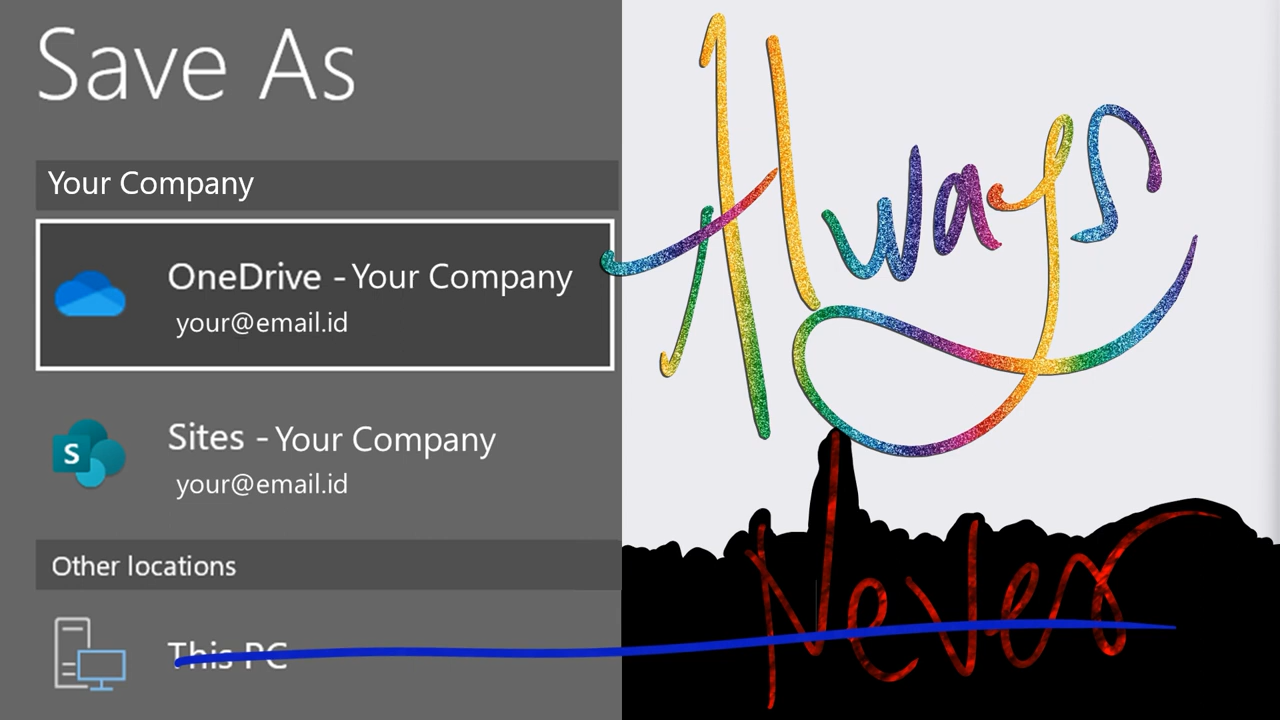 Save As
Your Company
OneDrive - Your Company
your@email.id
S
Sites - Your Company
your@email.id
Other locations
This PC
Always
Never